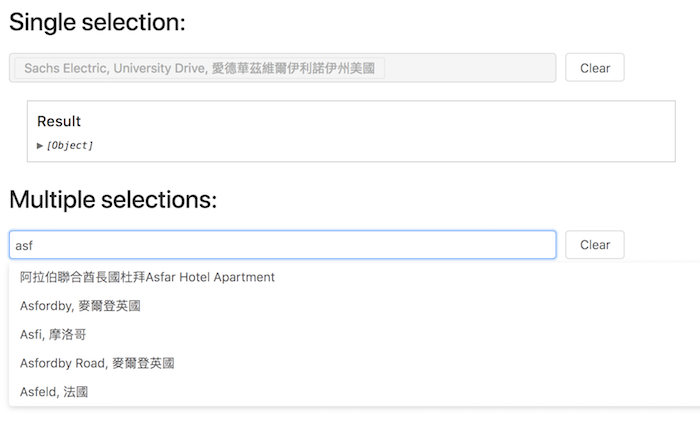 Single selection:
Sachs Electric, University Drive, 愛德華茲維爾伊利諾伊州美國
Clear
Result
▶ [Object]
Multiple selections:
asf
Clear
阿拉伯聯合酋長國杜拜Asfar Hotel Apartment
Asfordby, 麥爾登英國
Asfi, 摩洛哥
Asfordby Road, 麥爾登英國
Asfeld, 法國